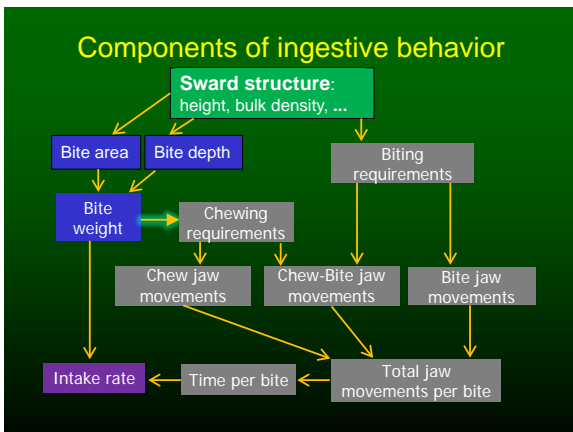 Components of ingestive behavior
Sward structure:
height, bulk density, ...
Bite area
Bite depth
Biting
requirements
Bite
weight
Chewing
requirements
Chew jaw
movements
Chew-Bite jaw
movements
Bite jaw
movements
Intake rate
Time per bite
Total jaw
movements per bite